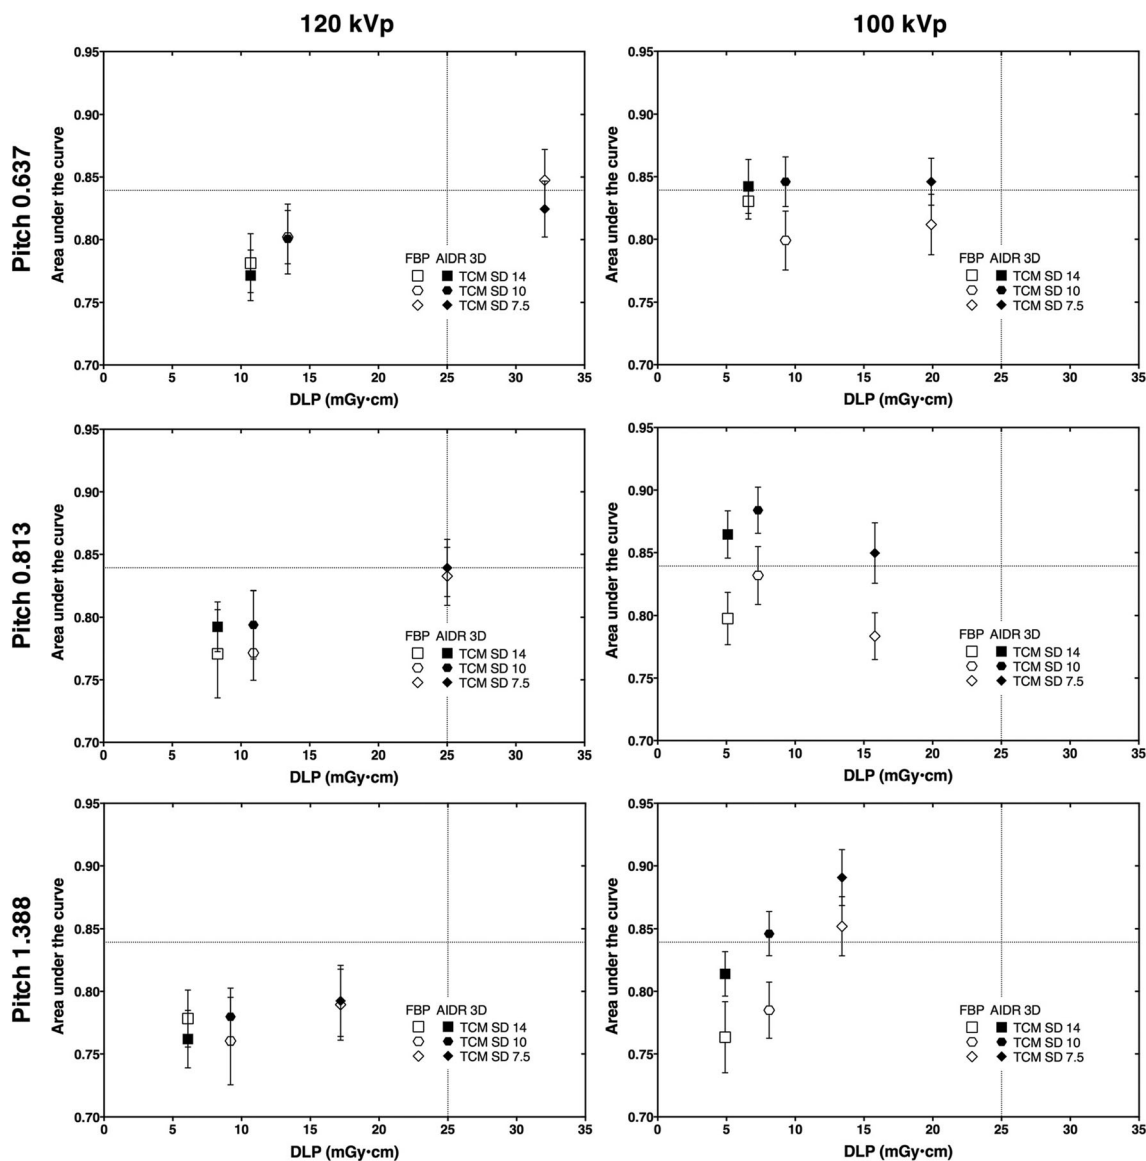 120 kVp
100 kVp
Pitch 0.637
Area under the curve
0.95
0.90
0.85
0.80
0.75
0.70
FBP AIDR 3D
TCM SD 14
TCM SD 10
TCM SD 7.5
0 5 10 15 20 25 30 35
DLP (mGy•cm)
Area under the curve
0.95
0.90
0.85
0.80
0.75
0.70
FBP AIDR 3D
TCM SD 14
TCM SD 10
TCM SD 7.5
0 5 10 15 20 25 30 35
DLP (mGy•cm)
Pitch 0.813
Area under the curve
0.95
0.90
0.85
0.80
0.75
0.70
FBP AIDR 3D
TCM SD 14
TCM SD 10
TCM SD 7.5
0 5 10 15 20 25 30 35
DLP (mGy•cm)
Area under the curve
0.95
0.90
0.85
0.80
0.75
0.70
FBP AIDR 3D
TCM SD 14
TCM SD 10
TCM SD 7.5
0 5 10 15 20 25 30 35
DLP (mGy•cm)
Pitch 1.388
Area under the curve
0.95
0.90
0.85
0.80
0.75
0.70
FBP AIDR 3D
TCM SD 14
TCM SD 10
TCM SD 7.5
0 5 10 15 20 25 30 35
DLP (mGy•cm)
Area under the curve
0.95
0.90
0.85
0.80
0.75
0.70
FBP AIDR 3D
TCM SD 14
TCM SD 10
TCM SD 7.5
0 5 10 15 20 25 30 35
DLP (mGy•cm)